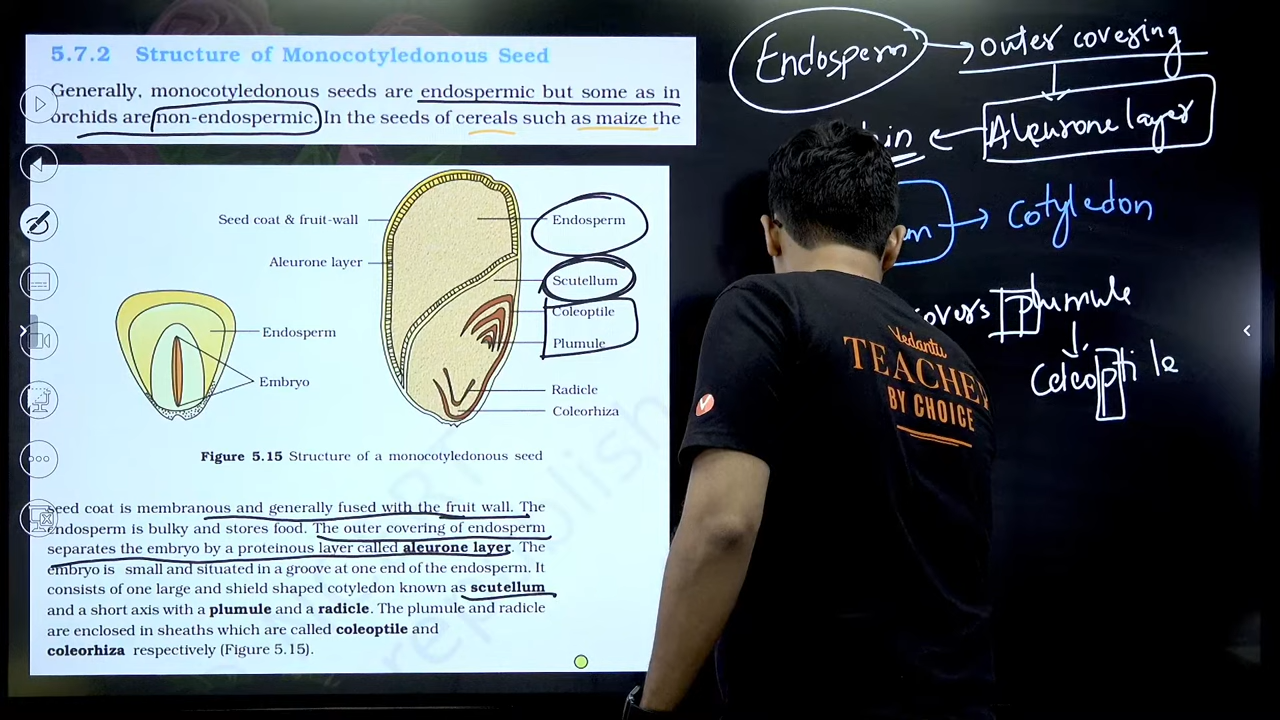 5.7.2 Structure of Monocotyledonous Seed
Generally, monocotyledonous seeds are endospermic but some as in
orchids are non-endospermic. In the seeds of cereals such as maize the
Seed coat & fruit-wall
Aleurone layer
Endosperm
Embryo
Endosperm
Scutellum
Coleoptile
Plumule
Radicle
Coleorhiza
Figure 5.15 Structure of a monocotyledonous seed
seed coat is membranous and generally fused with the fruit wall. The
endosperm is bulky and stores food. The outer covering of endosperm
separates the embryo by a proteinous layer called aleurone layer. The
embryo is small and situated in a groove at one end of the endosperm. It
consists of one large and shield shaped cotyledon known as scutellum
and a short axis with a plumule and a radicle. The plumule and radicle
are enclosed in sheaths which are called coleoptile and
coleorhiza respectively (Figure 5.15).
Endosperm → outer covering
Aleurone layer
→ cotyledon
covers plumule
Coleoptile
Vedantu
TEACHER
BY CHOICE